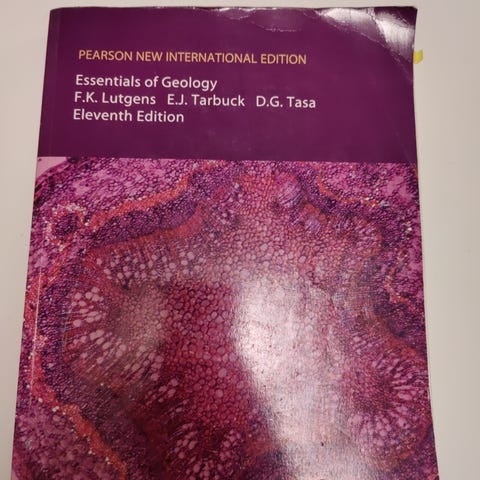 PEARSON NEW INTERNATIONAL EDITION
Essentials of Geology
F.K. Lutgens E.J. Tarbuck D.G. Tasa
Eleventh Edition